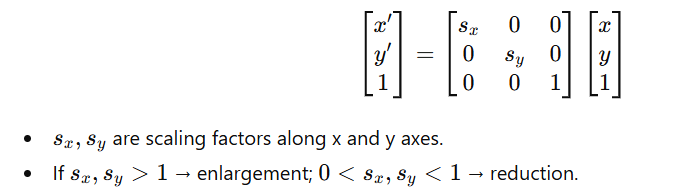 [x'] = [s_x 0 0] [x]
[y'] = [0 s_y 0] [y]
[1] = [0 0 1] [1]
• s_x, s_y are scaling factors along x and y axes.
• If s_x, s_y > 1 → enlargement; 0 < s_x, s_y < 1 → reduction.